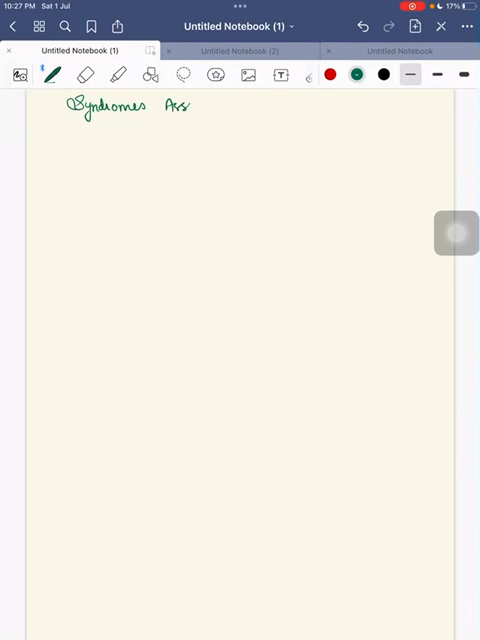 10:27 PM Sat 1 Jul 17%
Untitled Notebook (1)
Untitled Notebook (1) Untitled Notebook (2) Untitled Notebook
Syndromes Ass